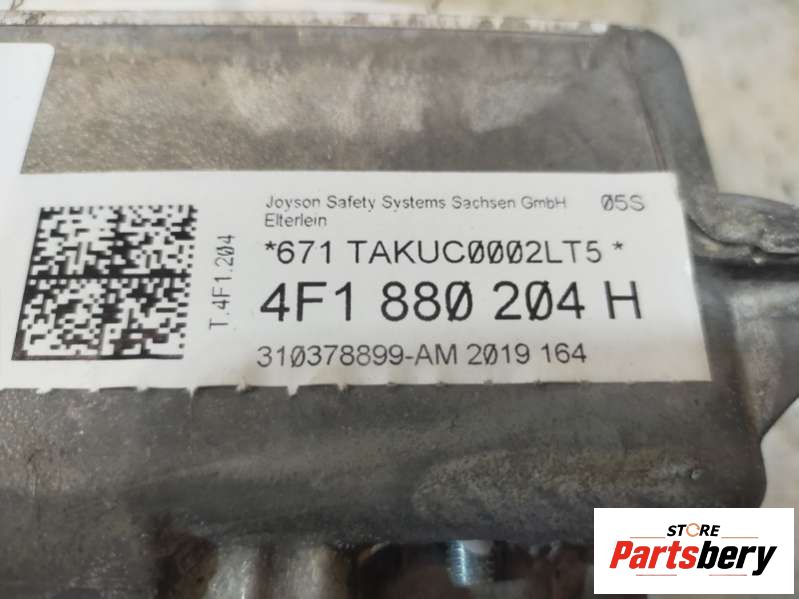 Joyson Safety Systems Sachsen GmbH 05S
Elterlein
*671 TAKUC0002LT5 *
T.4F1.204
4F1 880 204 H
310378899-AM 2019 164
STORE
Partsbery